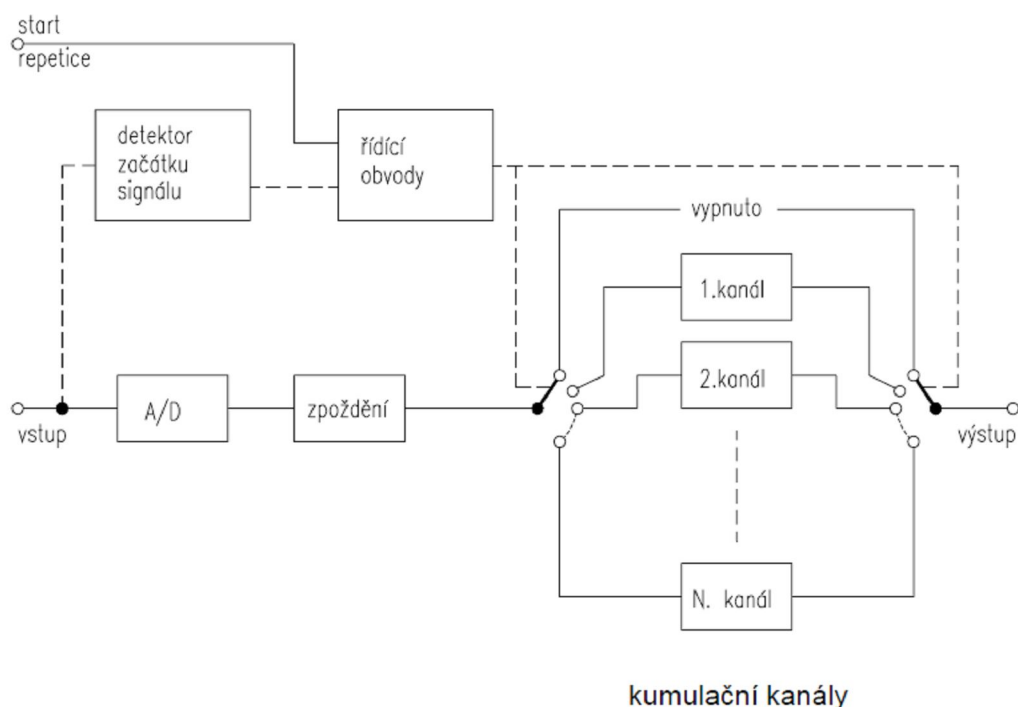 start
repetice
detektor
začátku
signálu
řídící
obvody
vypnuto
1.kanál
2.kanál
A/D
zpoždění
vstup
výstup
N. kanál
kumulační kanály